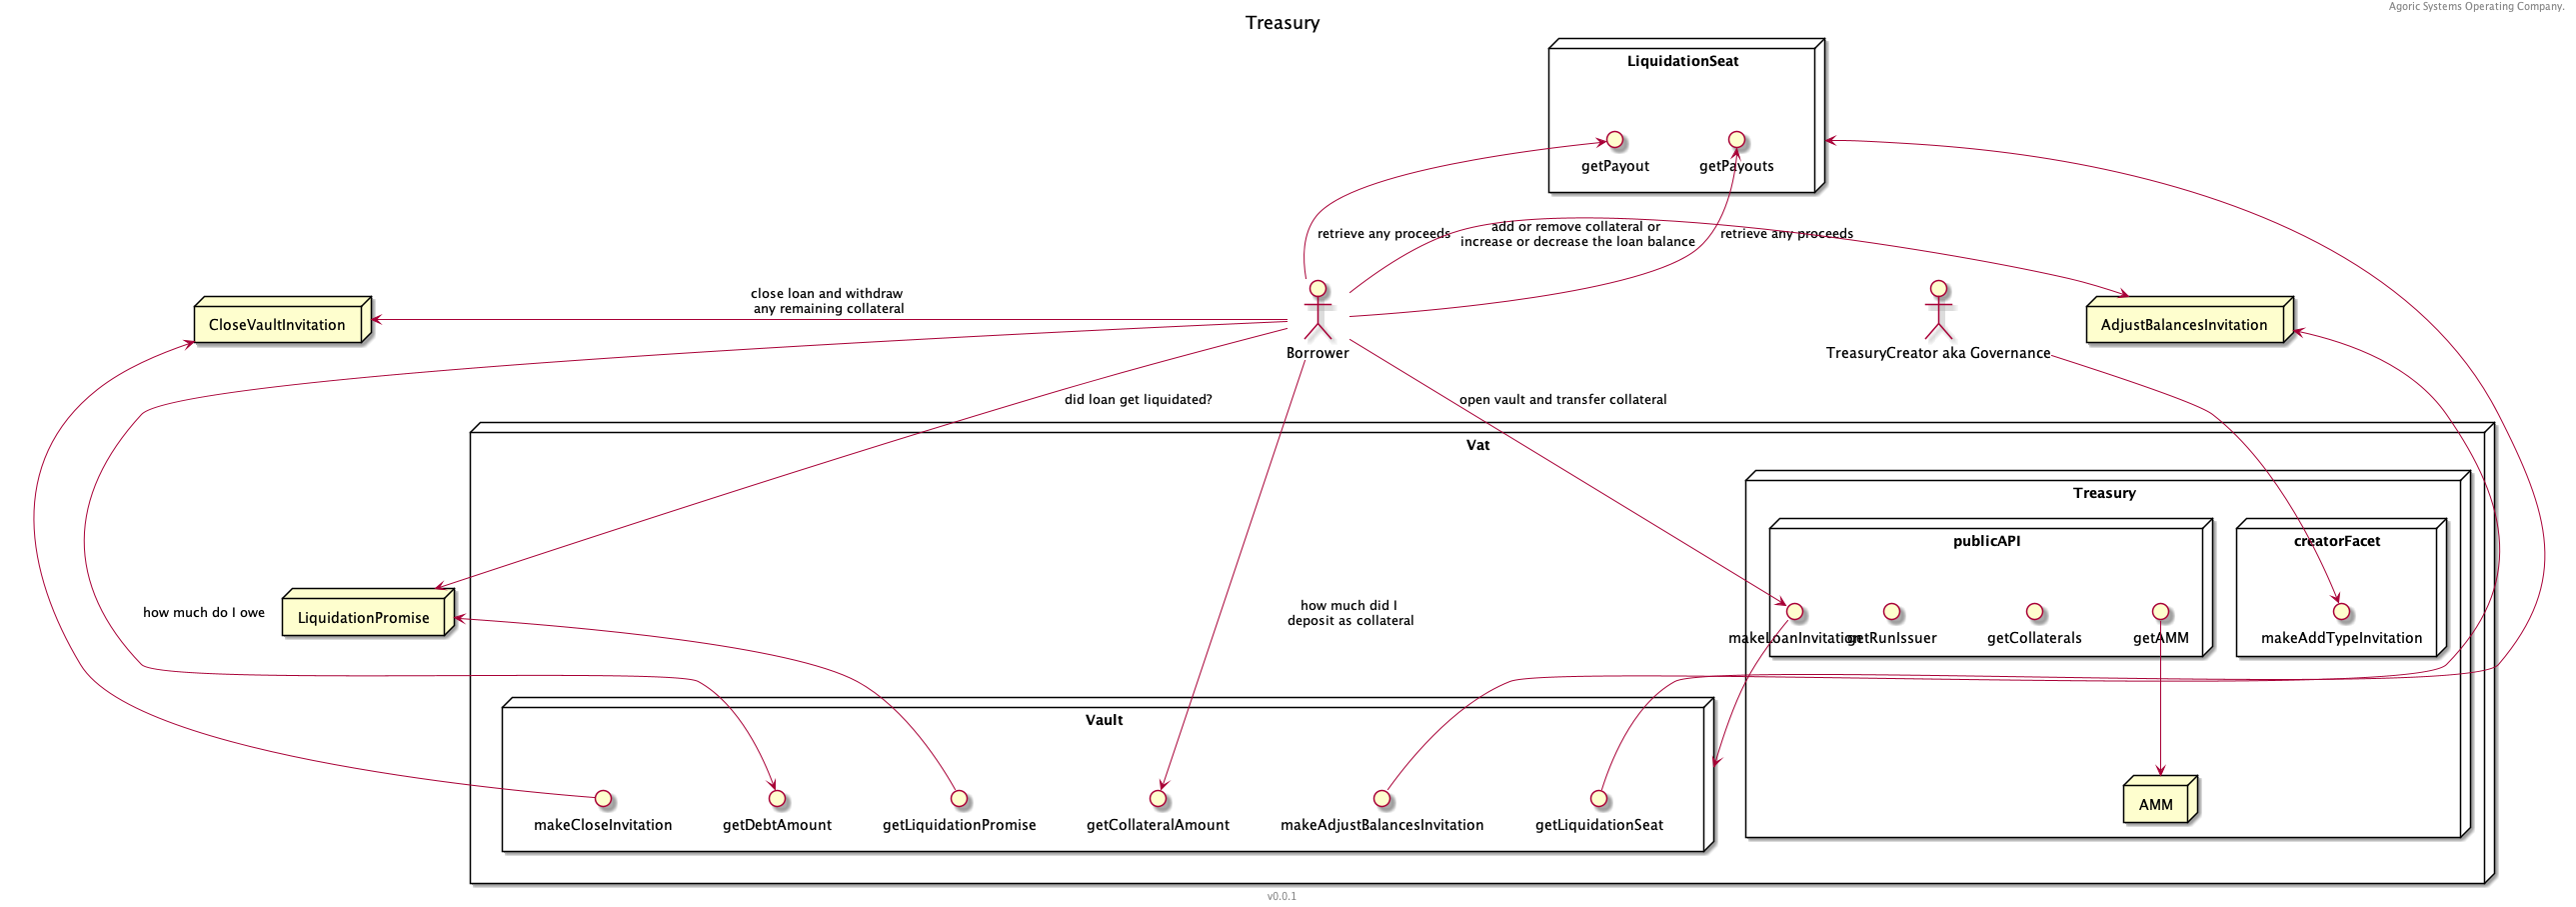 Agoric Systems Operating Company.
Treasury
LiquidationSeat
getPayout
getPayouts
retrieve any proceeds
add or remove collateral or
increase or decrease the loan balance
retrieve any proceeds
close loan and withdraw
any remaining collateral
CloseVaultInvitation
Borrower
TreasuryCreator aka Governance
AdjustBalancesInvitation
did loan get liquidated?
open vault and transfer collateral
Vat
Treasury
publicAPI
creatorFacet
how much do I owe
LiquidationPromise
how much did I
deposit as collateral
makeLoanInvitation
getRunIssuer
getCollaterals
getAMM
makeAddTypeInvitation
Vault
makeCloseInvitation
getDebtAmount
getLiquidationPromise
getCollateralAmount
makeAdjustBalancesInvitation
getLiquidationSeat
AMM
v0.0.1